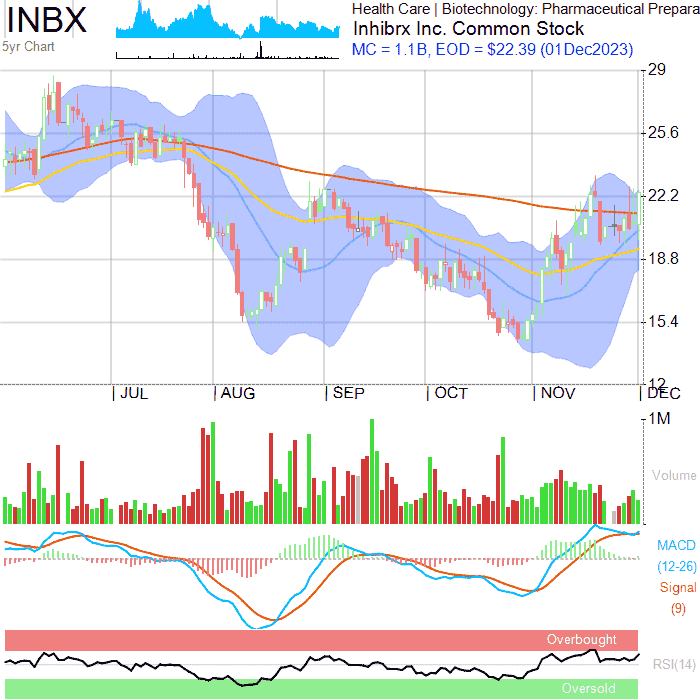 INBX
5yr Chart
Health Care | Biotechnology: Pharmaceutical Prepara
Inhibrx Inc. Common Stock
MC = 1.1B, EOD = $22.39 (01Dec2023)
29
25.6
22.2
18.8
15.4
12
JUL AUG SEP OCT NOV DEC
1M
Volume
MACD
(12-26)
Signal
(9)
Overbought
RSI(14)
Oversold